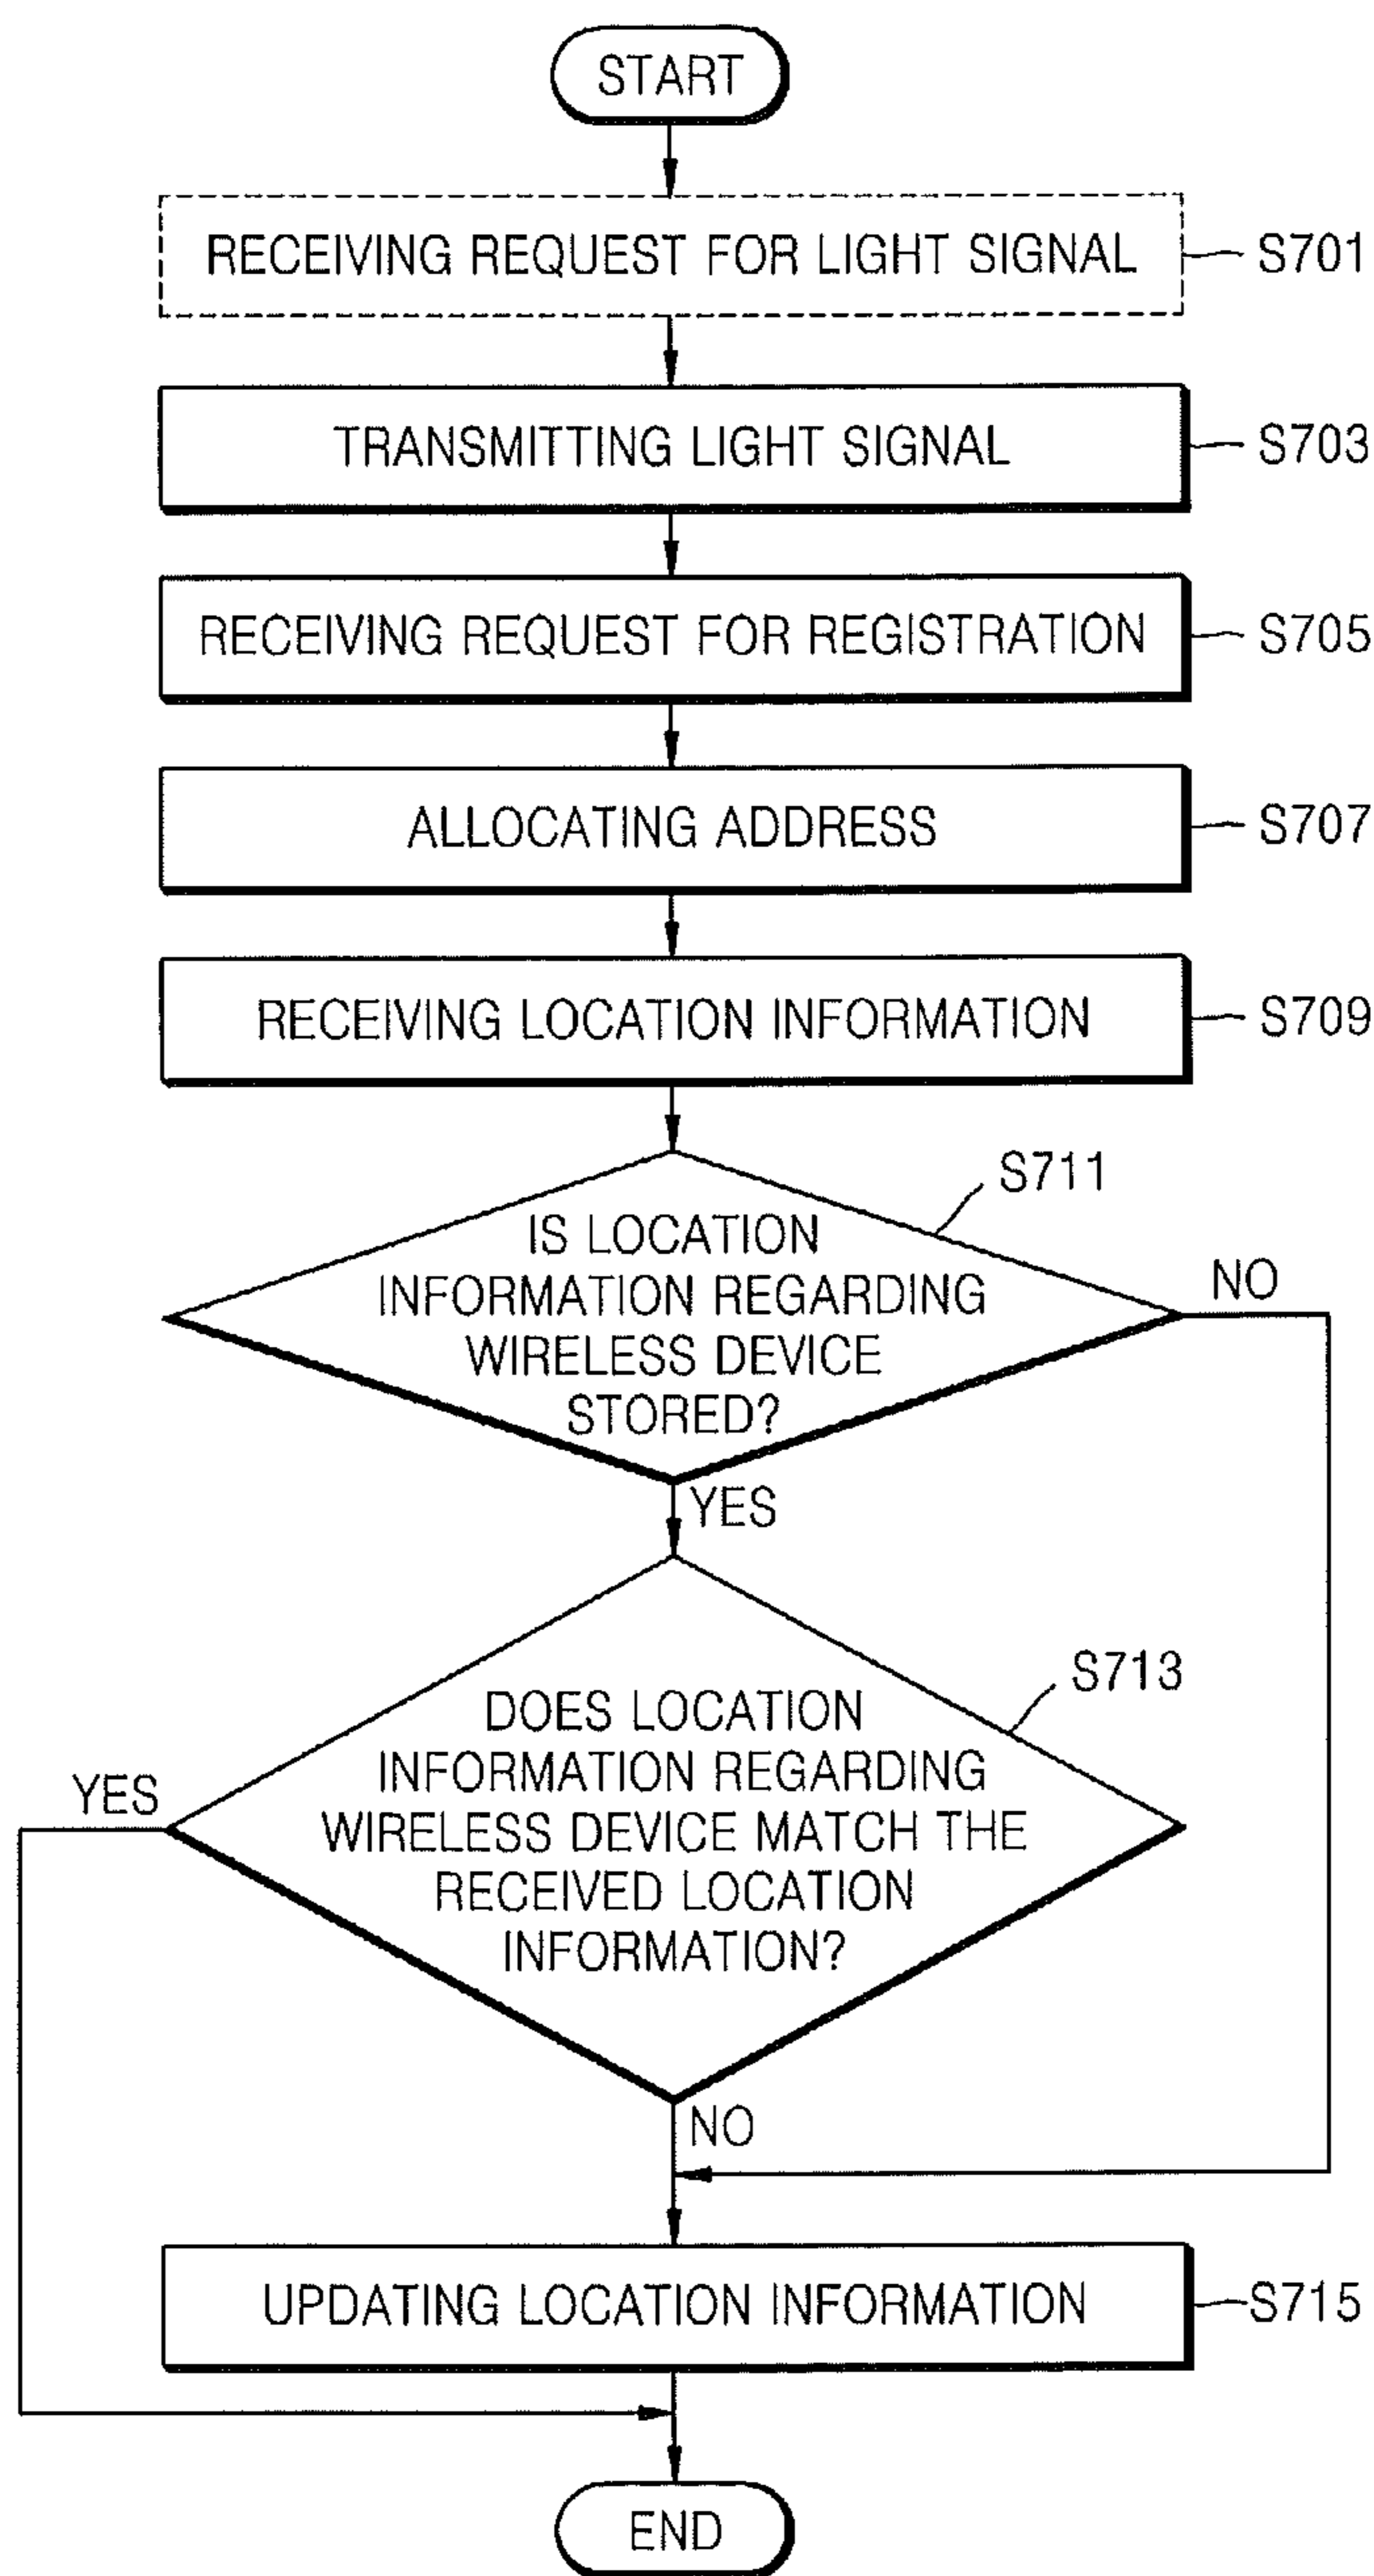 START
RECEIVING REQUEST FOR LIGHT SIGNAL
S701
TRANSMITTING LIGHT SIGNAL
S703
RECEIVING REQUEST FOR REGISTRATION
S705
ALLOCATING ADDRESS
S707
RECEIVING LOCATION INFORMATION
S709
S711
IS LOCATION
INFORMATION REGARDING
WIRELESS DEVICE
STORED?
NO
YES
S713
DOES LOCATION
INFORMATION REGARDING
WIRELESS DEVICE MATCH THE
RECEIVED LOCATION
INFORMATION?
YES
NO
UPDATING LOCATION INFORMATION
S715
END